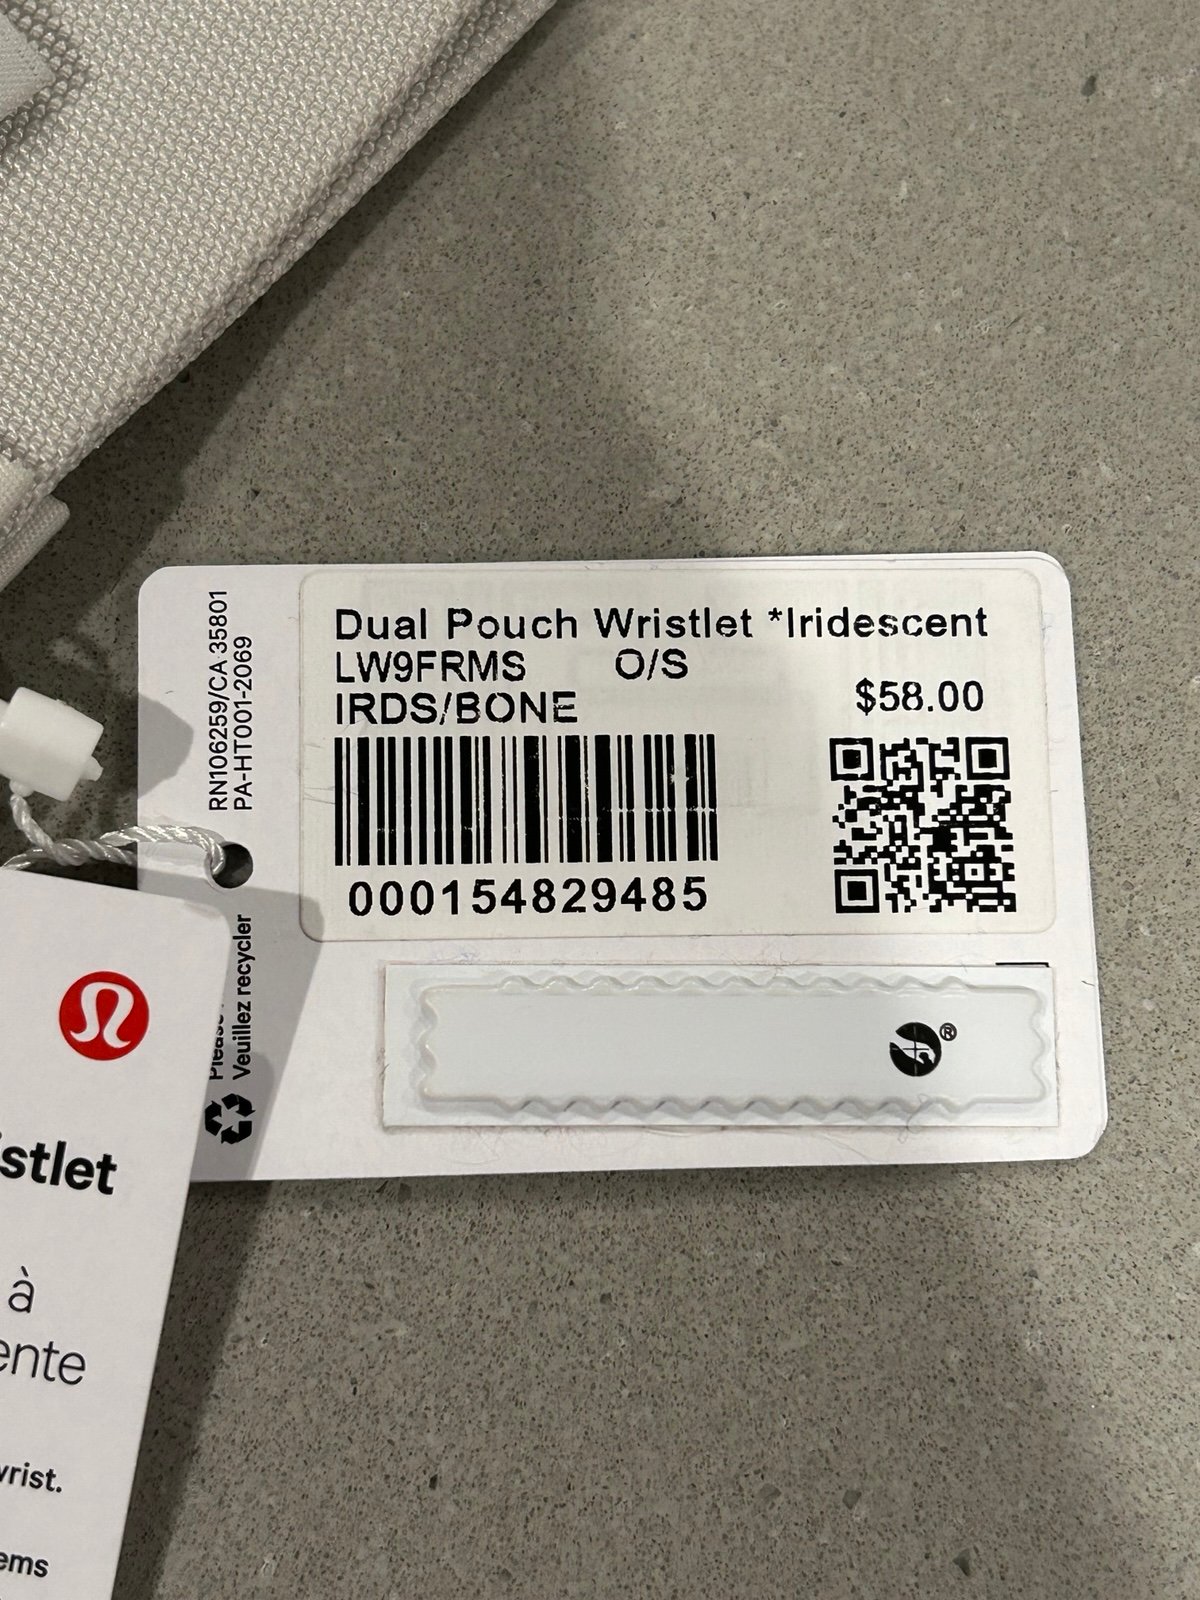 Dual Pouch Wristlet *Iridescent
LW9FRMS O/S
IRDS/BONE
$58.00
000154829485
RN106259/CA 35801
PA-HT001-2069
Veuillez recycler
®
stlet
à
ente
wrist.
ems